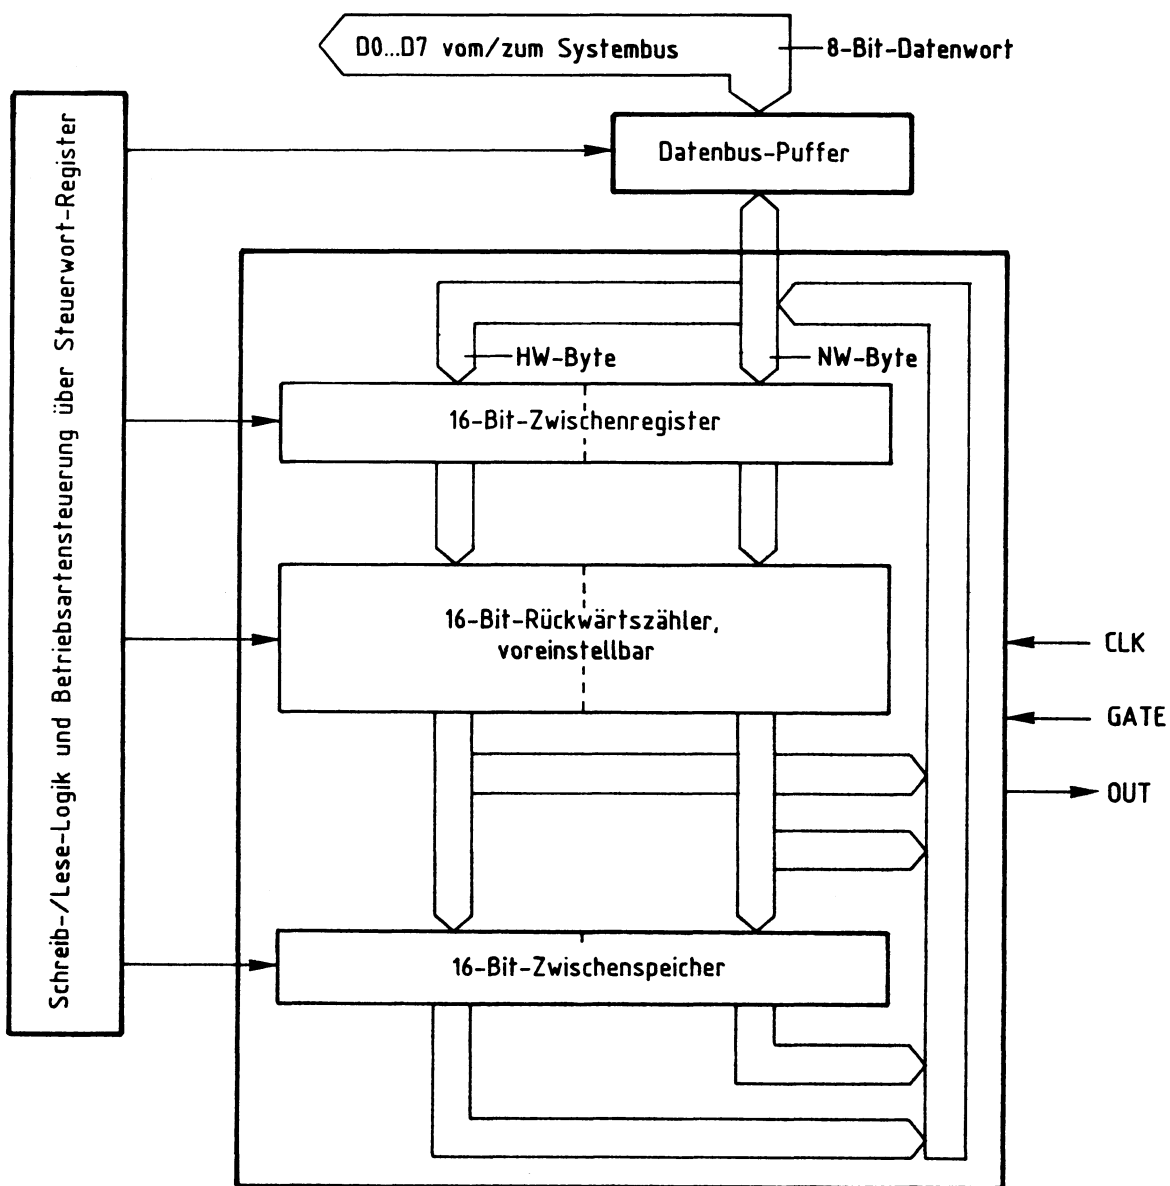 D0...D7 vom/zum Systembus
8-Bit-Datenwort
Datenbus-Puffer
Schreib-/Lese-Logik und Betriebsartensteuerung über Steuerwort-Register
HW-Byte
NW-Byte
16-Bit-Zwischenregister
16-Bit-Rückwärtszähler,
voreinstellbar
CLK
GATE
OUT
16-Bit-Zwischenspeicher